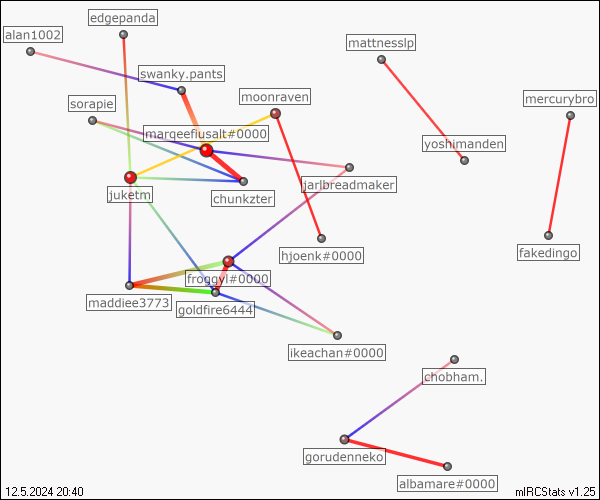 edgepanda
alan1002
mattnesslp
swanky.pants
moonraven
mercurybro
sorapie
marqeeflusalt#0000
yoshimanden
jarlbreadmaker
juketm
chunkzter
hjoenk#0000
fakedingo
froggyl#0000
maddiee3773
goldfire6444
ikeachan#0000
chobham.
gorudenneko
albamare#0000
12.5.2024 20:40
mIRCStats v1.25